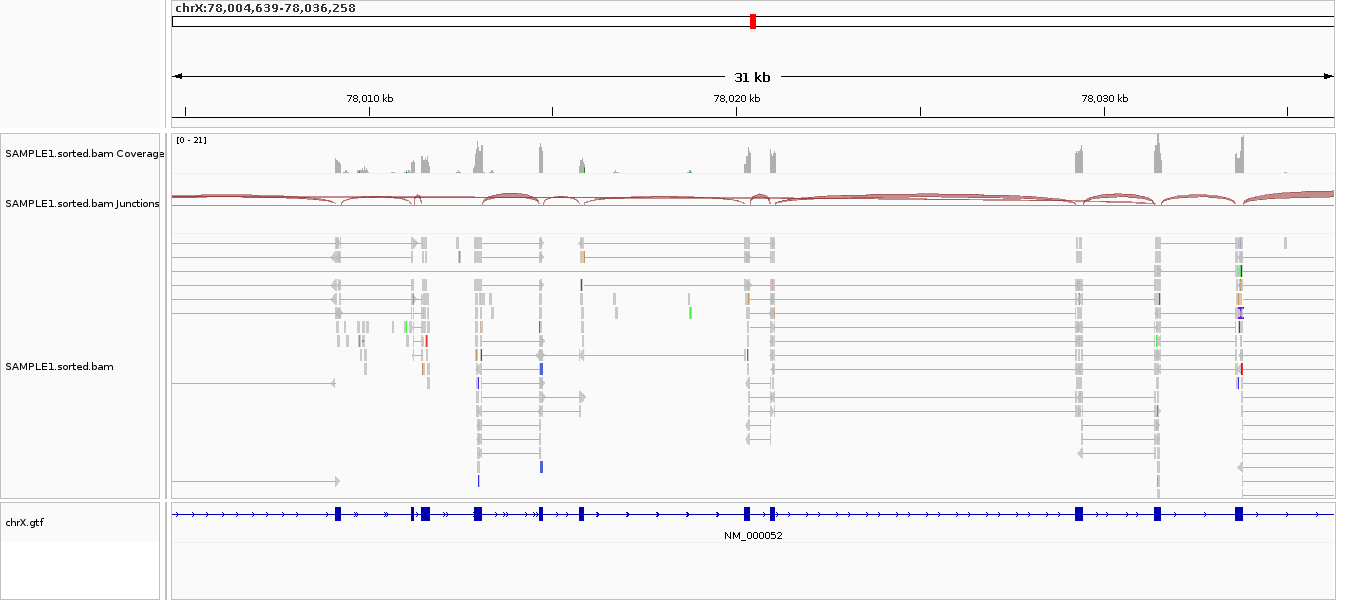 chrX:78,004,639-78,036,258
31 kb
78,010 kb 78,020 kb 78,030 kb
[0 - 21]
SAMPLE1.sorted.bam Coverage
SAMPLE1.sorted.bam Junctions
SAMPLE1.sorted.bam
chrX.gtf
NM_000052